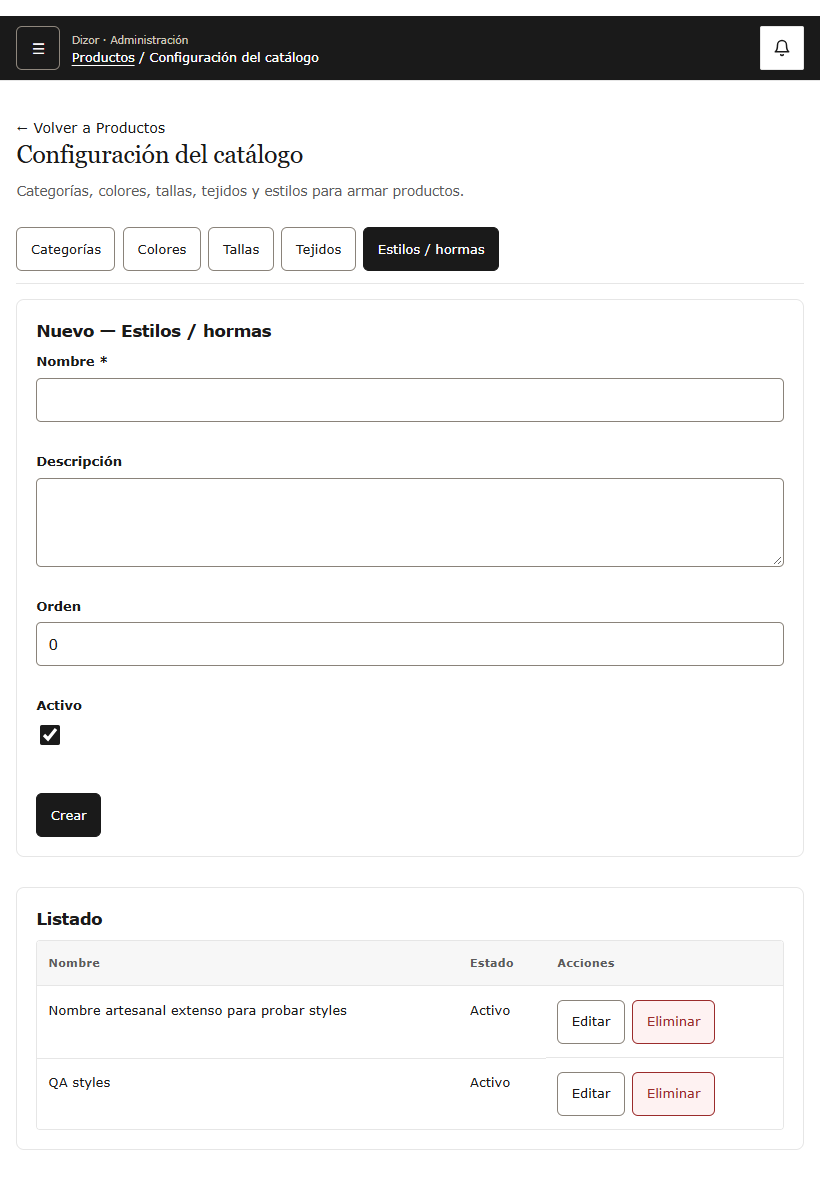 ☰
Dizor · Administración
Productos / Configuración del catálogo
← Volver a Productos
Configuración del catálogo
Categorías, colores, tallas, tejidos y estilos para armar productos.
Categorías Colores Tallas Tejidos Estilos / hormas
Nuevo — Estilos / hormas
Nombre *
Descripción
Orden
0
Activo
Crear
Listado
Nombre Estado Acciones
Nombre artesanal extenso para probar styles Activo Editar Eliminar
QA styles Activo Editar Eliminar